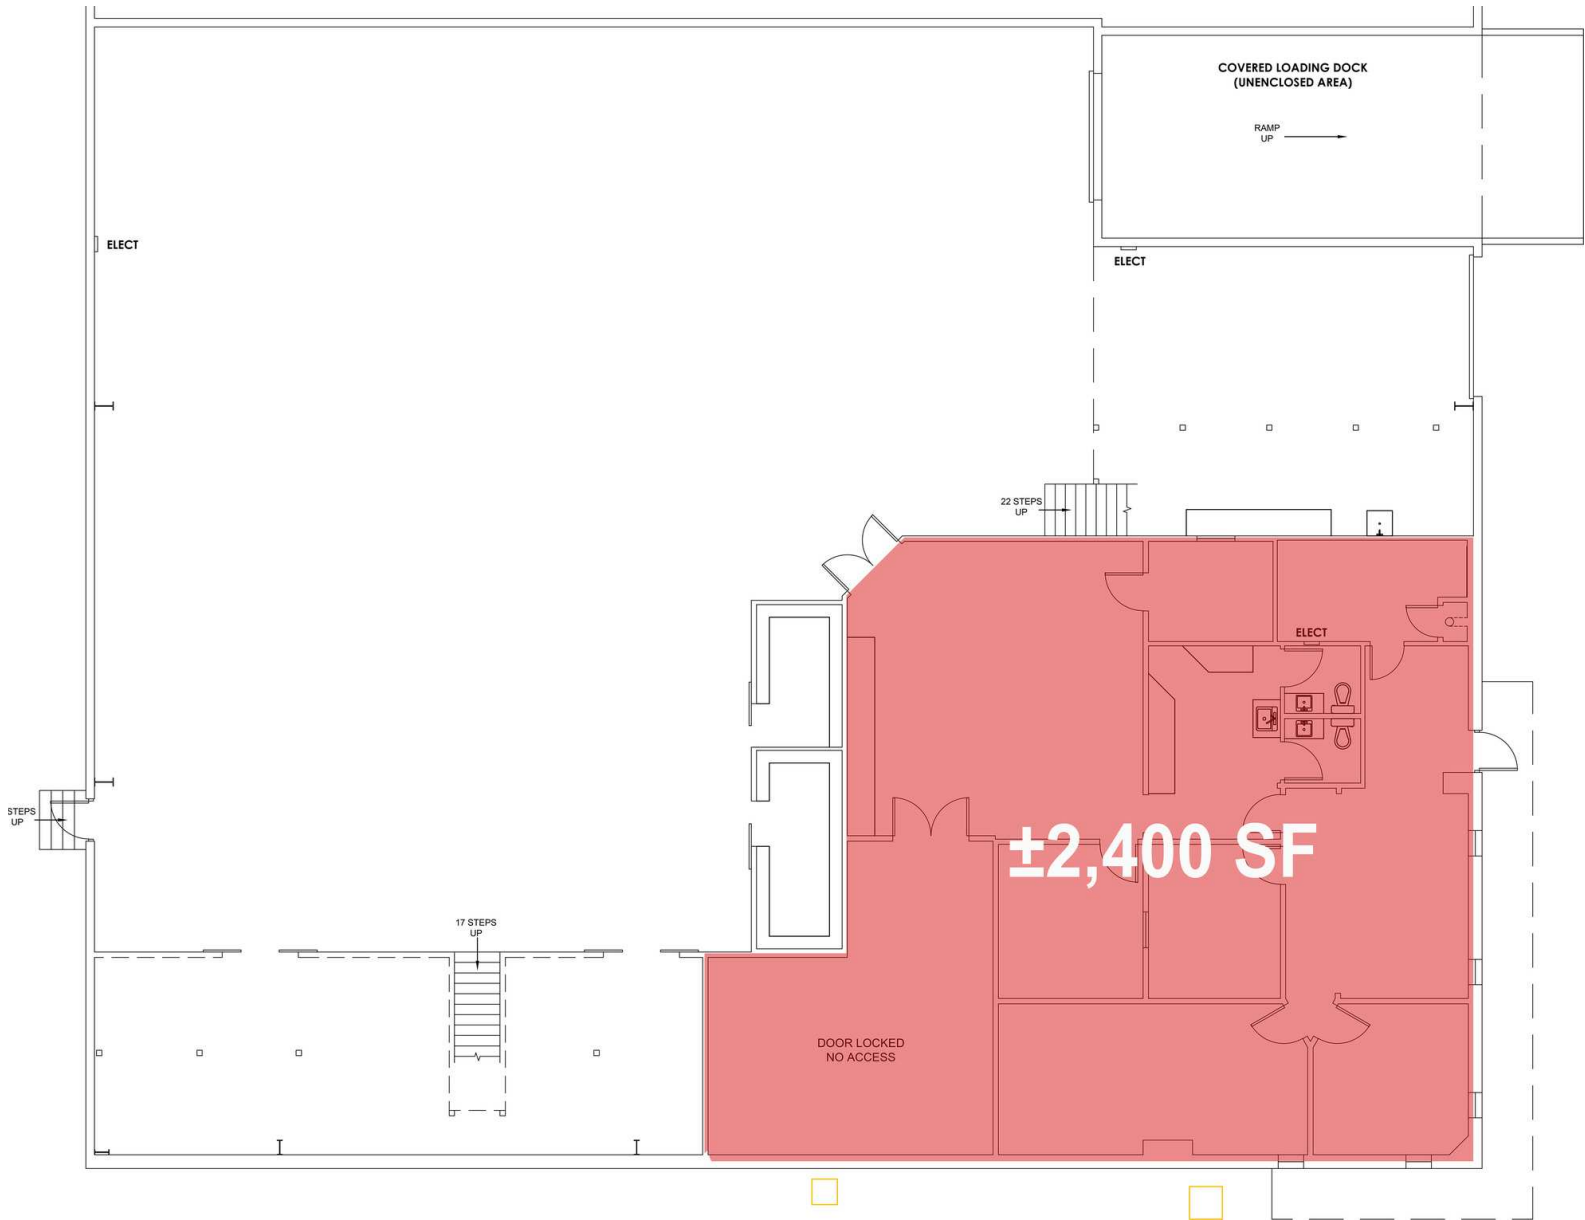 COVERED LOADING DOCK
(UNENCLOSED AREA)
RAMP
UP
ELECT
ELECT
22 STEPS
UP
ELECT
STEPS
UP
±2,400 SF
17 STEPS
UP
DOOR LOCKED
NO ACCESS